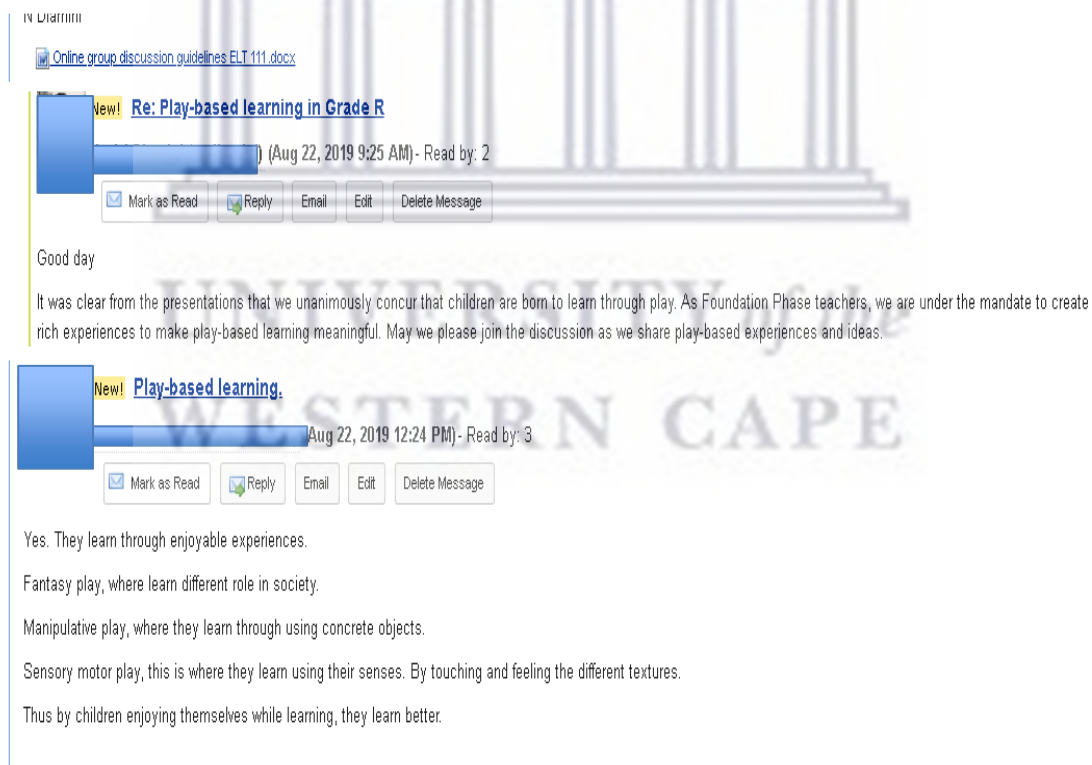 N Dlamini
Online group discussion guidelines ELT 111.docx
New! Re: Play-based learning in Grade R
) (Aug 22, 2019 9:25 AM) - Read by: 2
Mark as Read Reply Email Edit Delete Message
Good day
It was clear from the presentations that we unanimously concur that children are born to learn through play. As Foundation Phase teachers, we are under the mandate to create
rich experiences to make play-based learning meaningful. May we please join the discussion as we share play-based experiences and ideas.
UNIVERSITY of the
New! Play-based learning.
WESTERN CAPE
Aug 22, 2019 12:24 PM) - Read by: 3
Mark as Read Reply Email Edit Delete Message
Yes. They learn through enjoyable experiences.
Fantasy play, where learn different role in society.
Manipulative play, where they learn through using concrete objects.
Sensory motor play, this is where they learn using their senses. By touching and feeling the different textures.
Thus by children enjoying themselves while learning, they learn better.